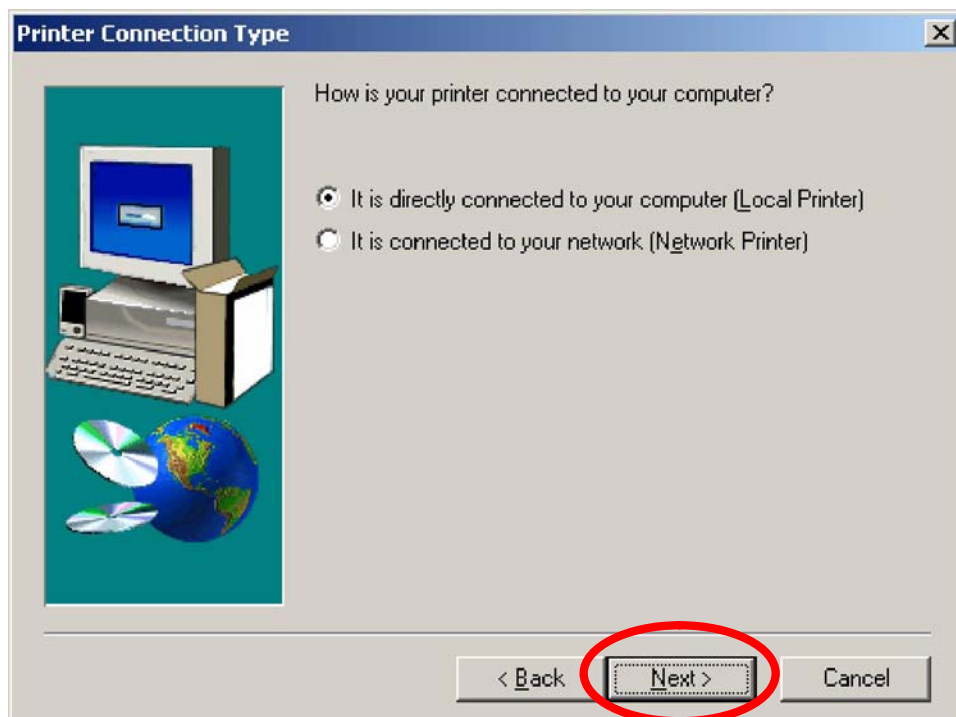 Printer Connection Type
How is your printer connected to your computer?
It is directly connected to your computer (Local Printer)
It is connected to your network (Network Printer)
< Back
Next >
Cancel